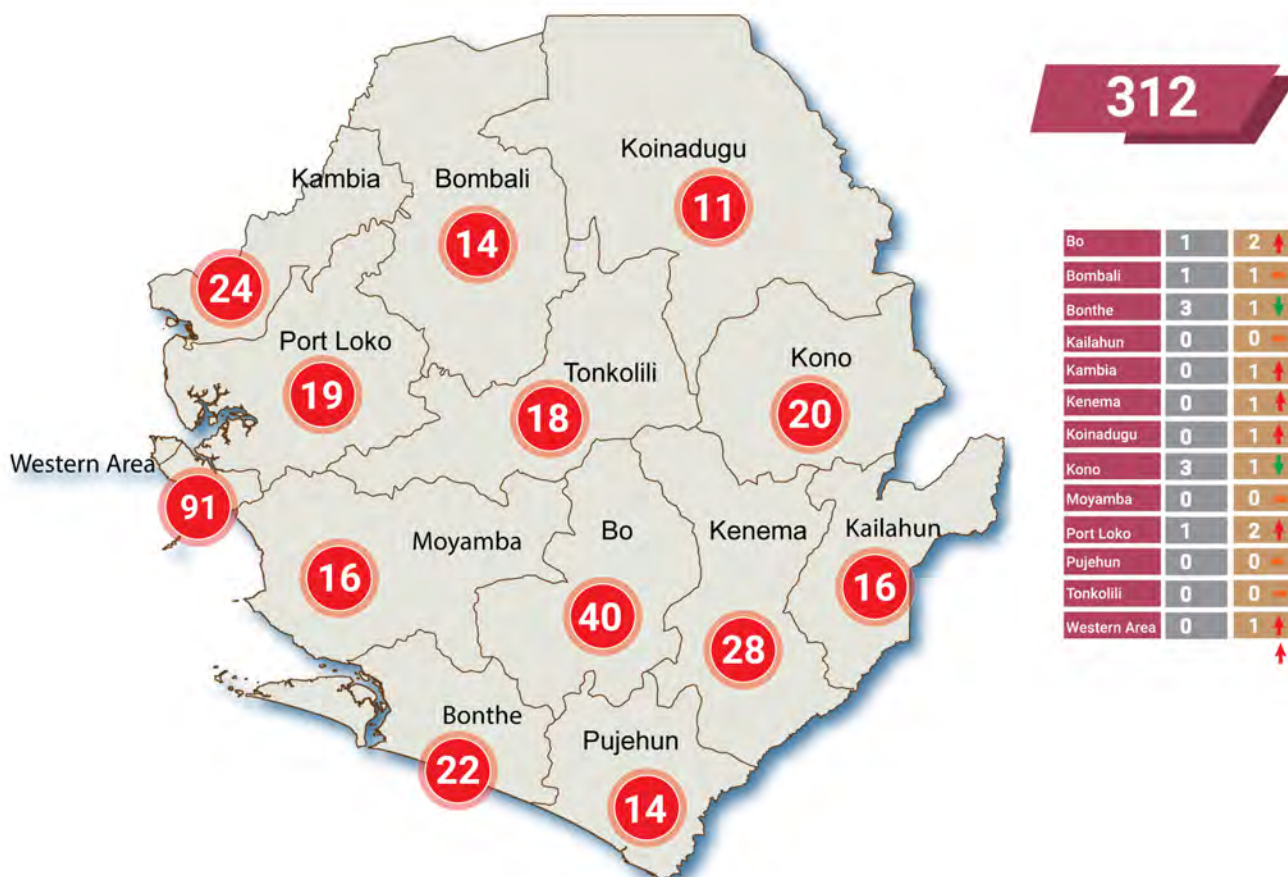 312
Koinadugu
11
Kambia
Bombali
14
24
Port Loko
19
Tonkolili
18
Kono
20
Western Area
91
Moyamba
16
Bo
40
Kenema
28
Kailahun
16
Bonthe
22
Pujehun
14
Bo 1 2
Bombali 1 1
Bonthe 3 1
Kailahun 0 0
Kambia 0 1
Kenema 0 1
Koinadugu 0 1
Kono 3 1
Moyamba 0 0
Port Loko 1 2
Pujehun 0 0
Tonkolili 0 0
Western Area 0 1